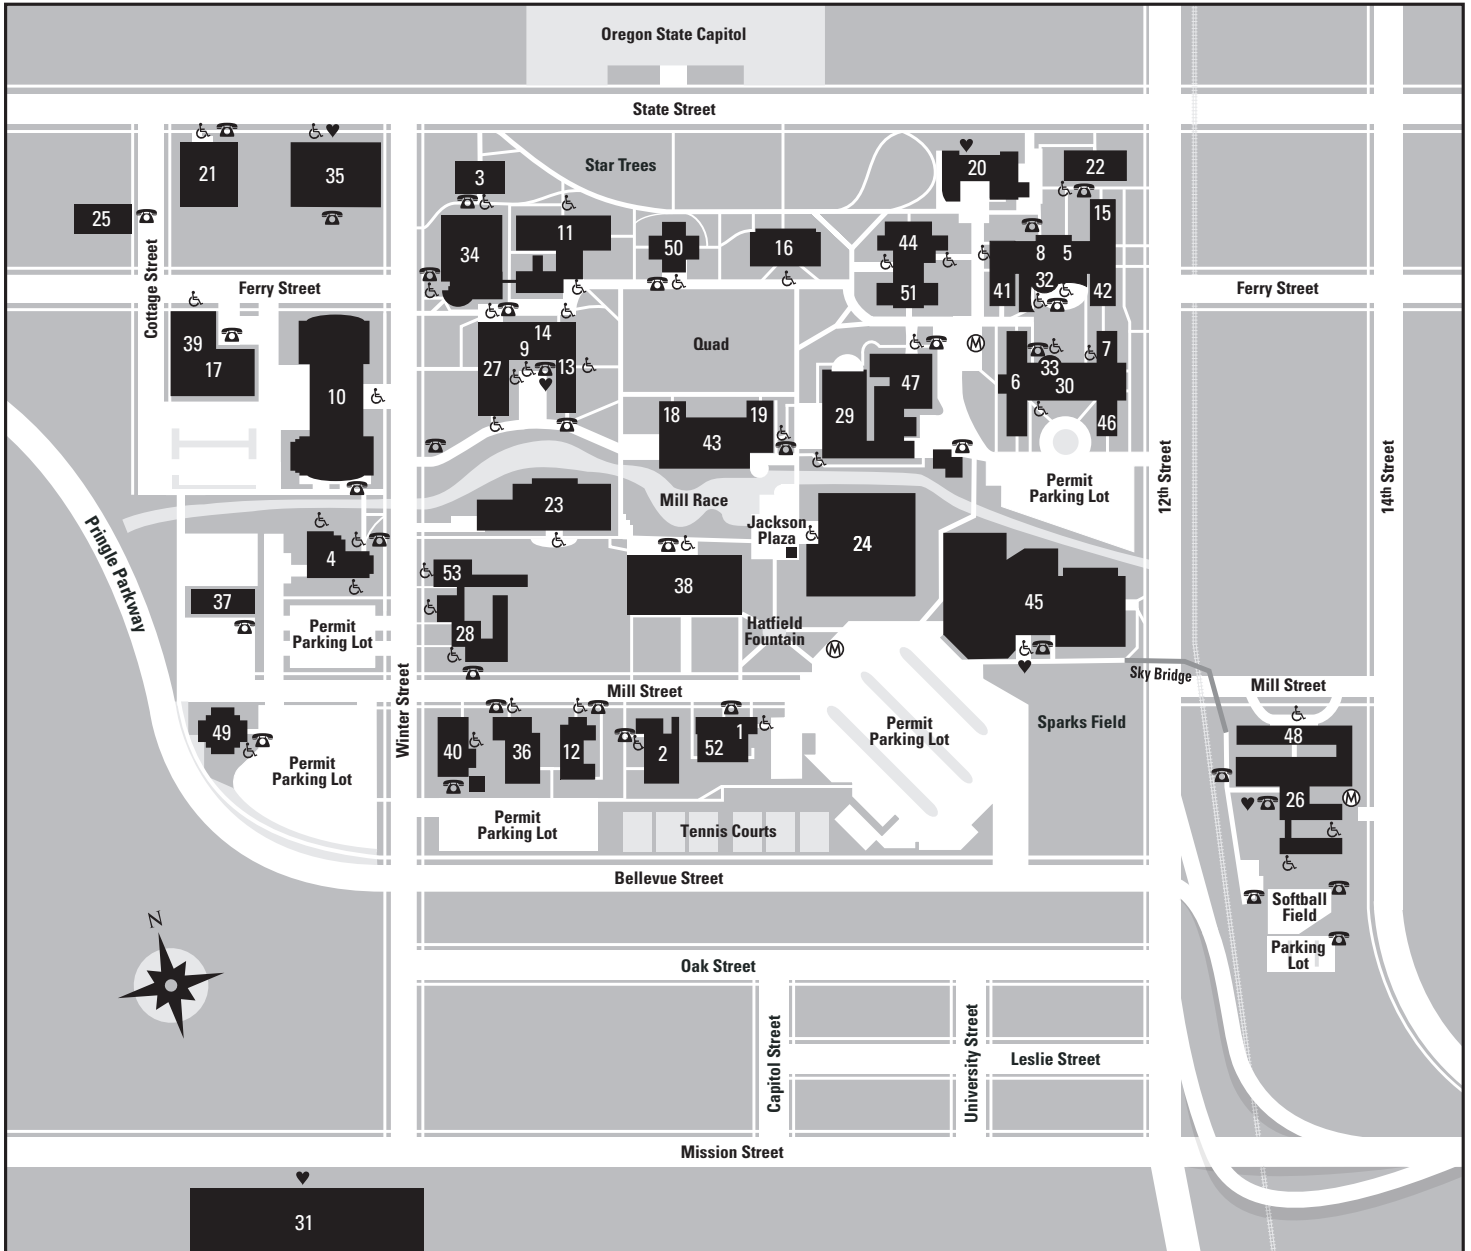 Oregon State Capitol
State Street
Star Trees
3
20
22
21
35
25
15
34
11
50
16
44
8
5
32
41
42
51
Cottage Street
Ferry Street
Ferry Street
39
17
14
9
27
13
Quad
M
7
33
6
30
46
10
47
29
18
19
43
12th Street
14th Street
Permit
Parking Lot
Pringle Parkway
23
Mill Race
Jackson
Plaza
24
4
53
38
45
37
28
Permit
Parking Lot
Hatfield
Fountain
M
Sky Bridge
Winter Street
Mill Street
Mill Street
49
40
36
12
2
1
52
Permit
Parking Lot
Sparks Field
48
Permit
Parking Lot
26
M
Permit
Parking Lot
Tennis Courts
Bellevue Street
Softball
Field
Parking
Lot
N
Oak Street
Capitol Street
University Street
Leslie Street
Mission Street
31